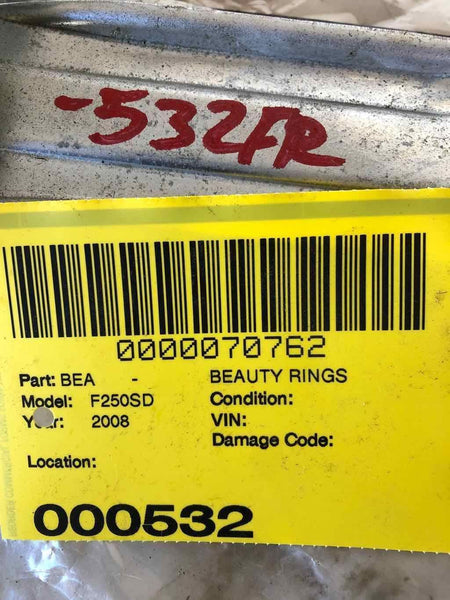 -532FR
0000070762
Part: BEA - BEAUTY RINGS
Model: F250SD Condition:
Year: 2008 VIN:
Damage Code:
Location:
000532